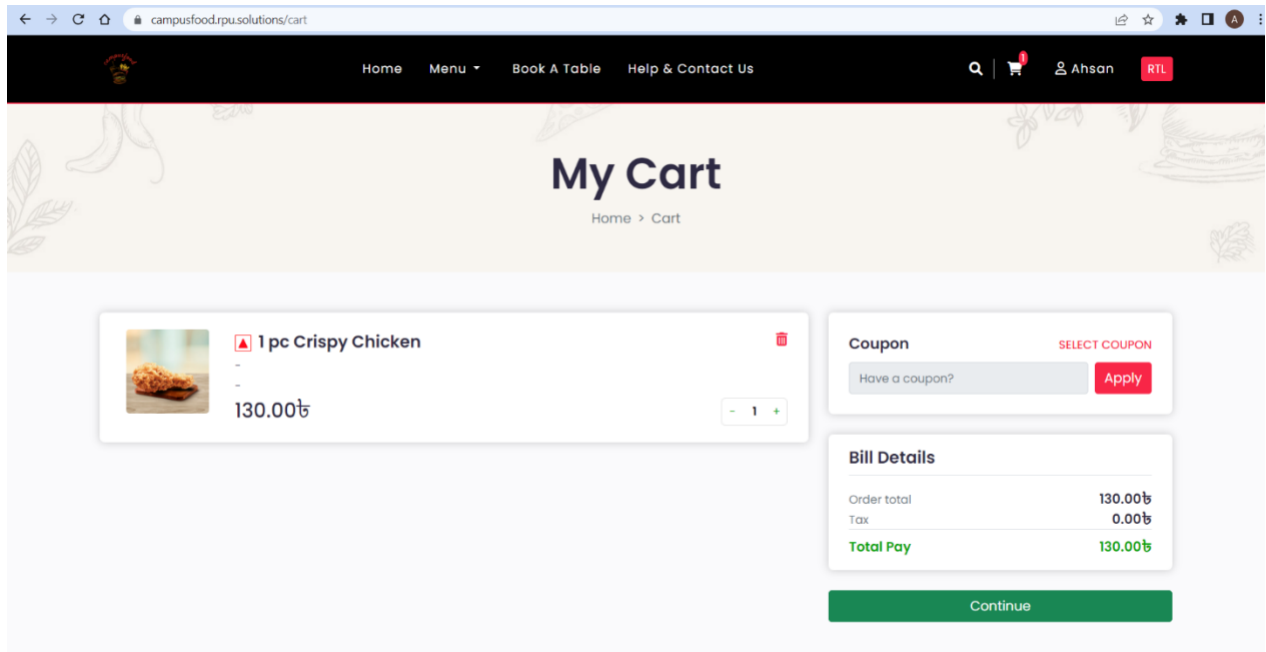 campusfood.rpu.solutions/cart
A
Home Menu Book A Table Help & Contact Us
1
Ahsan
RTL
My Cart
Home > Cart
1 pc Crispy Chicken
-
-
130.00৳
- 1 +
Coupon SELECT COUPON
Have a coupon? Apply
Bill Details
Order total 130.00৳
Tax 0.00৳
Total Pay 130.00৳
Continue